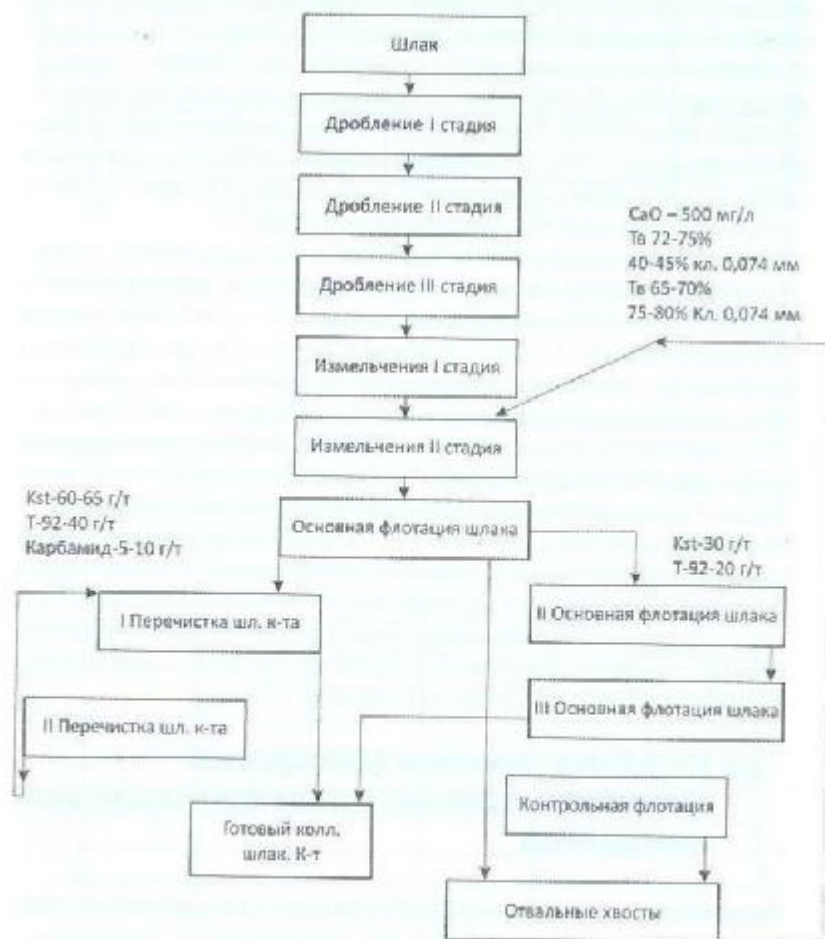 Шлак
Дробление I стадия
Дробление II стадия
Дробление III стадия
CaO – 500 мг/л
Тв 72-75%
40-45% кл. 0,074 мм
Тв 65-70%
75-80% Кл. 0,074 мм
Измельчения I стадия
Измельчения II стадия
Kst-60-65 г/т
Т-92-40 г/т
Карбамид-5-10 г/т
Основная флотация шлака
Kst-30 г/т
Т-92-20 г/т
I Перечистка шл. к-та
II Основная флотация шлака
II Перечистка шл. к-та
III Основная флотация шлака
Контрольная флотация
Готовый колл.
шлак. К-т
Отвальные хвосты